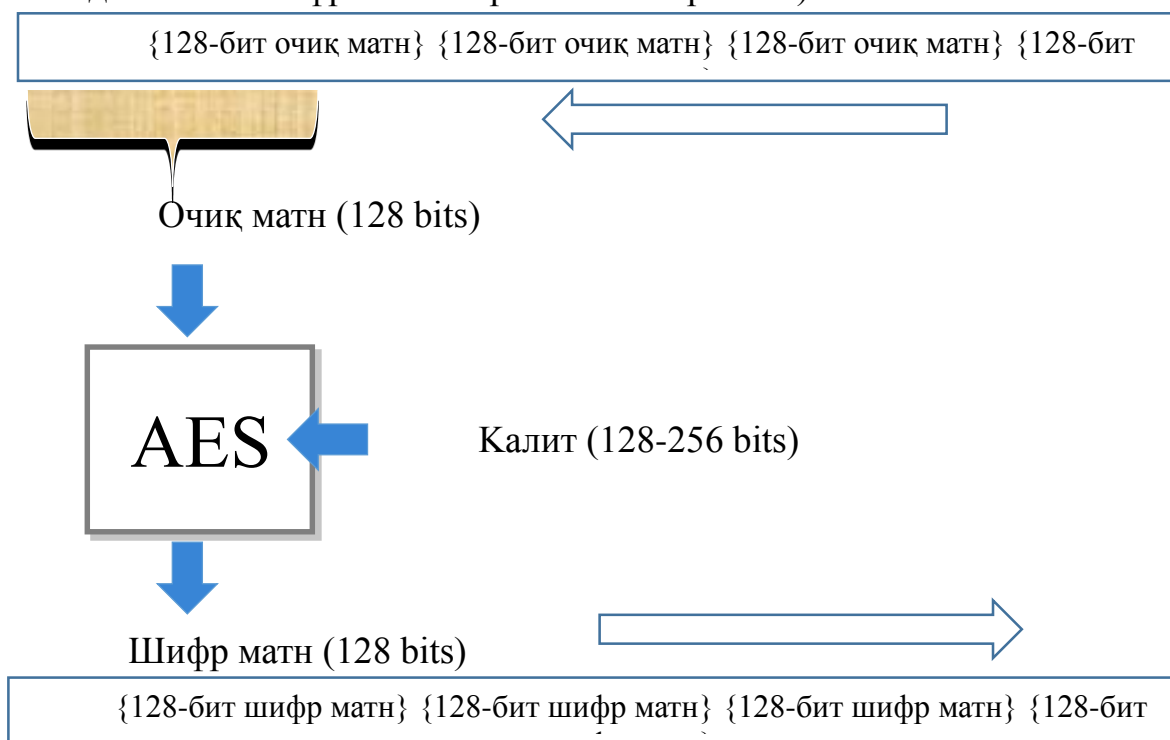 {128-бит очиқ матн} {128-бит очиқ матн} {128-бит очиқ матн} {128-бит
Очиқ матн (128 bits)
AES
Калит (128-256 bits)
Шифр матн (128 bits)
{128-бит шифр матн} {128-бит шифр матн} {128-бит шифр матн} {128-бит